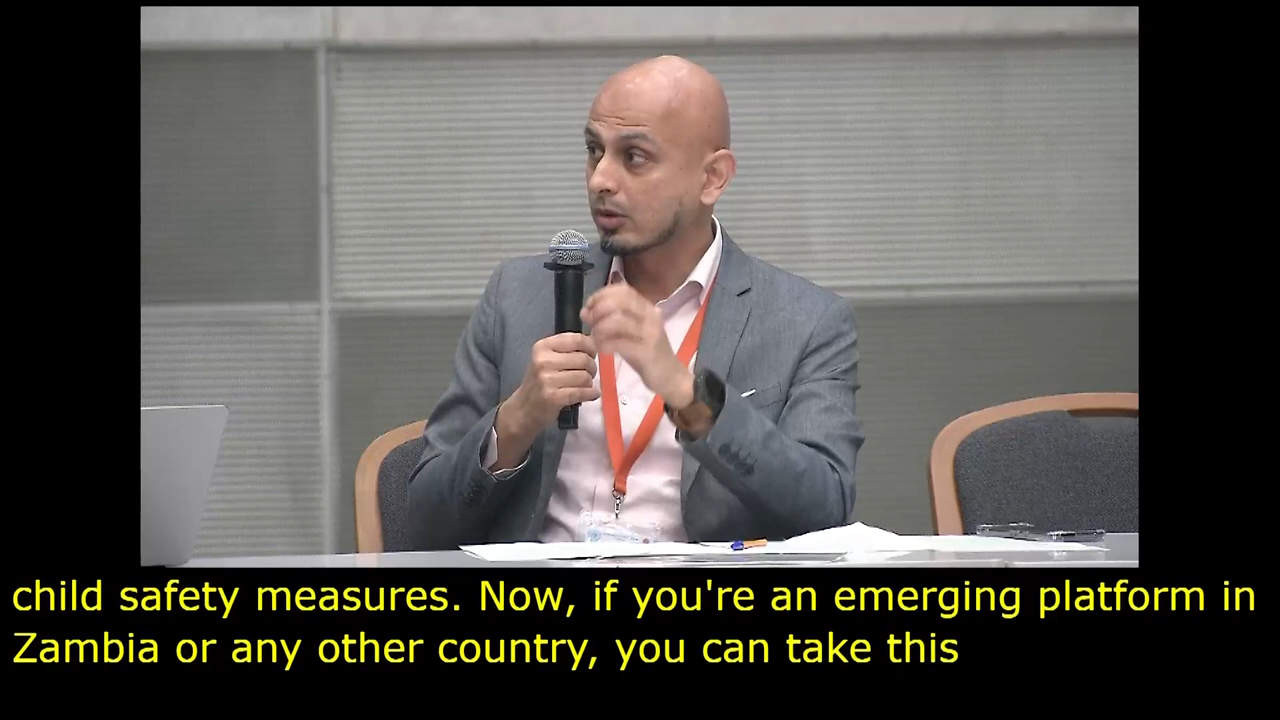 child safety measures. Now, if you're an emerging platform in
Zambia or any other country, you can take this